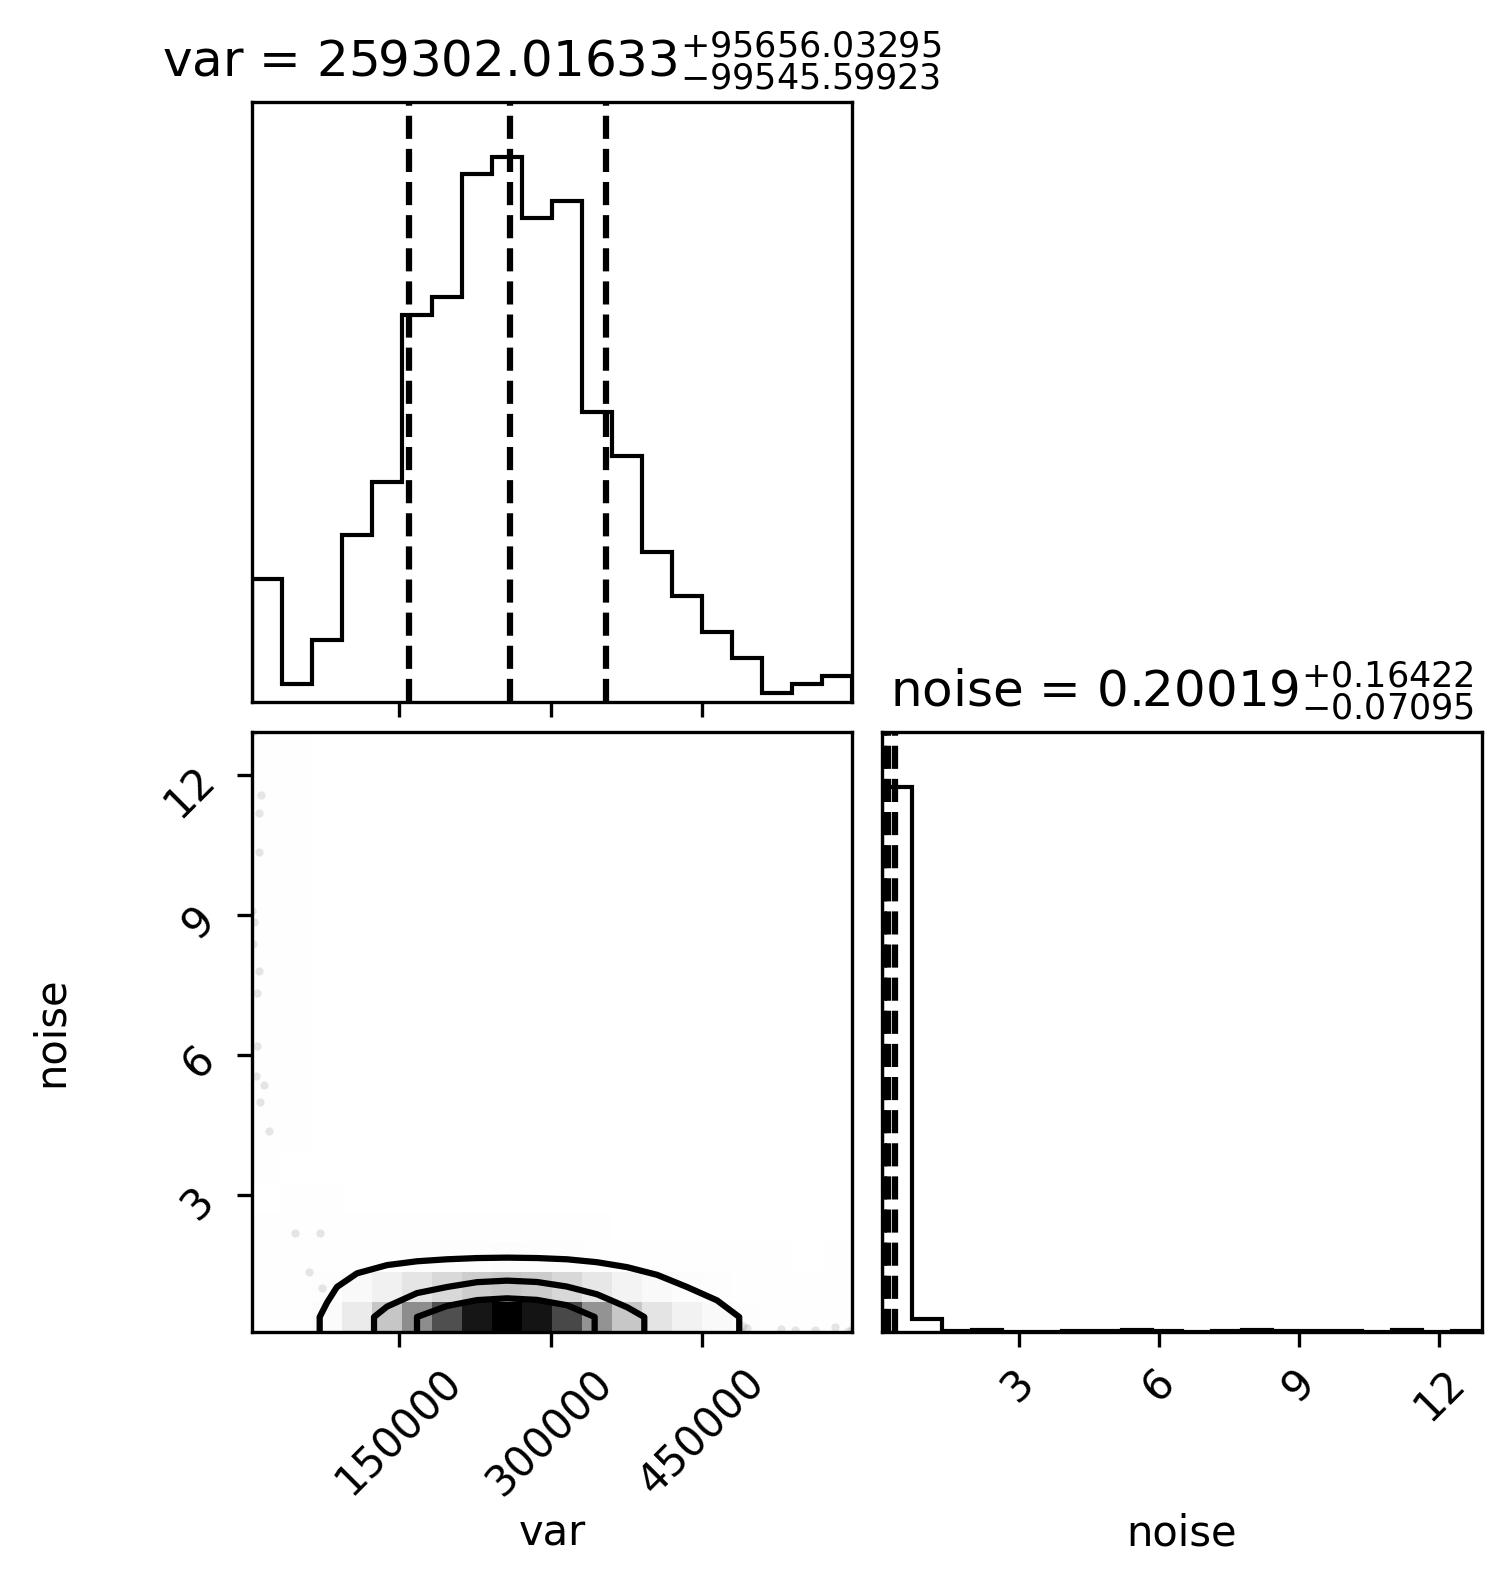 var = 259302.01633+95656.03295−99545.59923
noise = 0.20019+0.16422−0.07095
12
9
6
3
noise
150000 300000 450000
var
3 6 9 12
noise